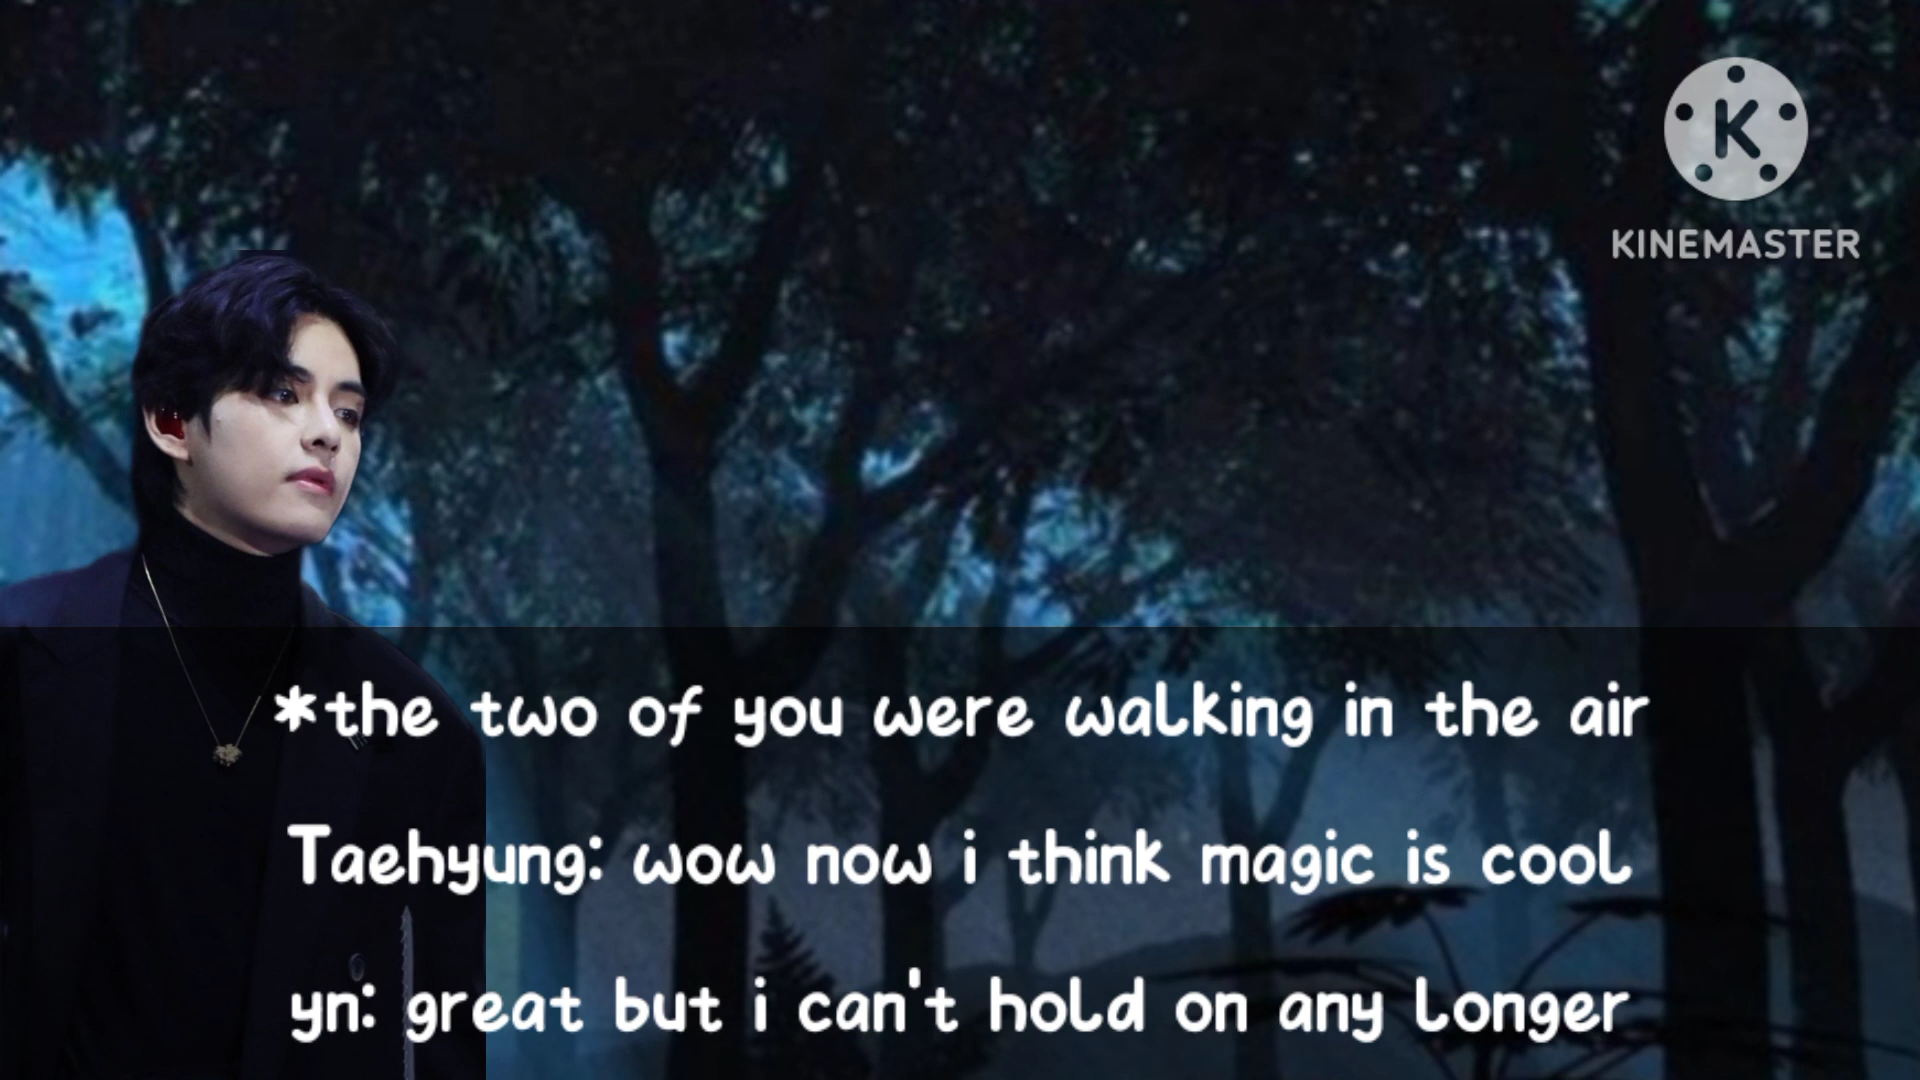 K
KINEMASTER
*the two of you were walking in the air
Taehyung: wow now i think magic is cool
yn: great but i can't hold on any longer